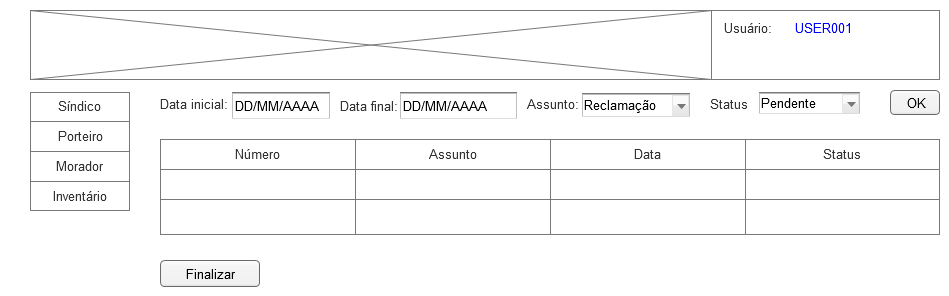 Usuário: USER001
Síndico
Porteiro
Morador
Inventário
Data inicial: DD/MM/AAAA Data final: DD/MM/AAAA Assunto: Reclamação Status Pendente OK
Número Assunto Data Status
Finalizar